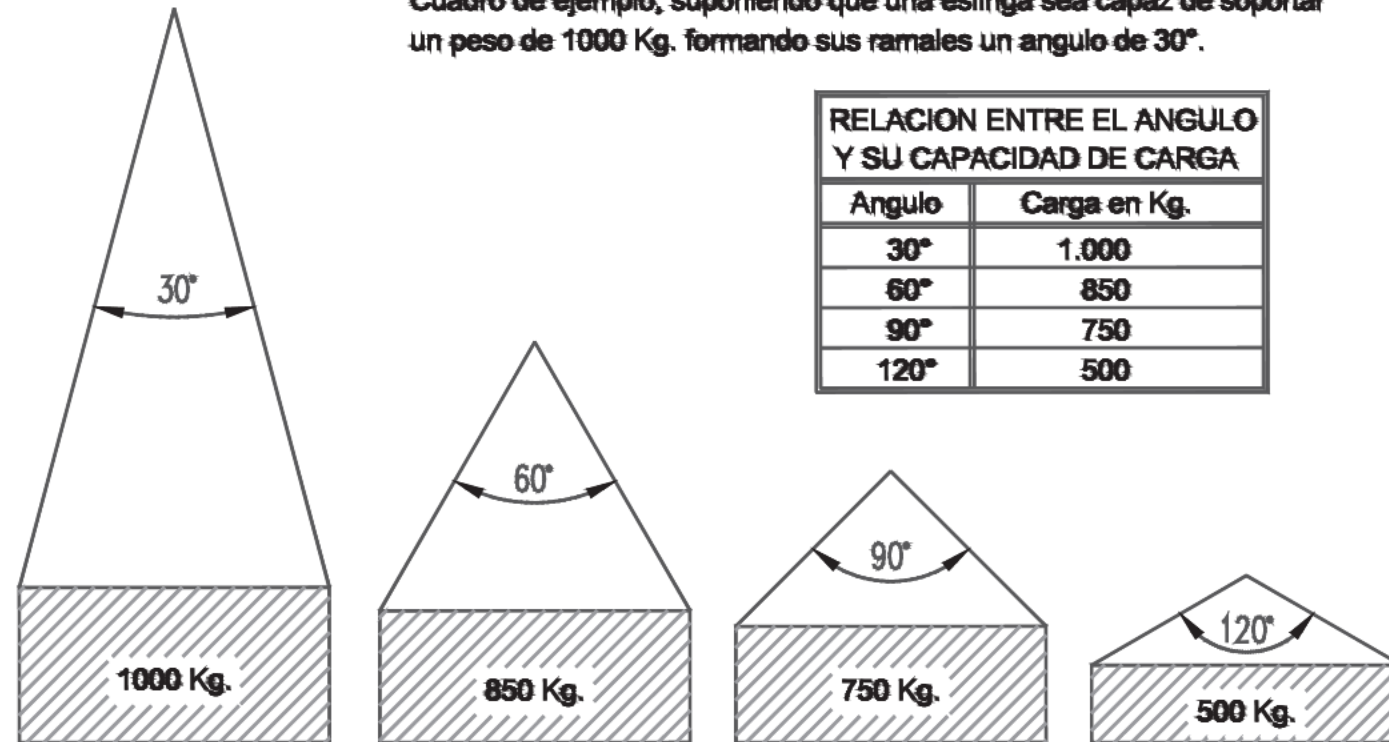 Cuadro de ejemplo, suponiendo que una eslinga sea capaz de soportar
un peso de 1000 Kg. formando sus ramales un angulo de 30°.
RELACION ENTRE EL ANGULO
Y SU CAPACIDAD DE CARGA
Angulo Carga en Kg.
30° 1.000
60° 850
90° 750
120° 500
30°
60°
90°
120°
1000 Kg.
850 Kg.
750 Kg.
500 Kg.